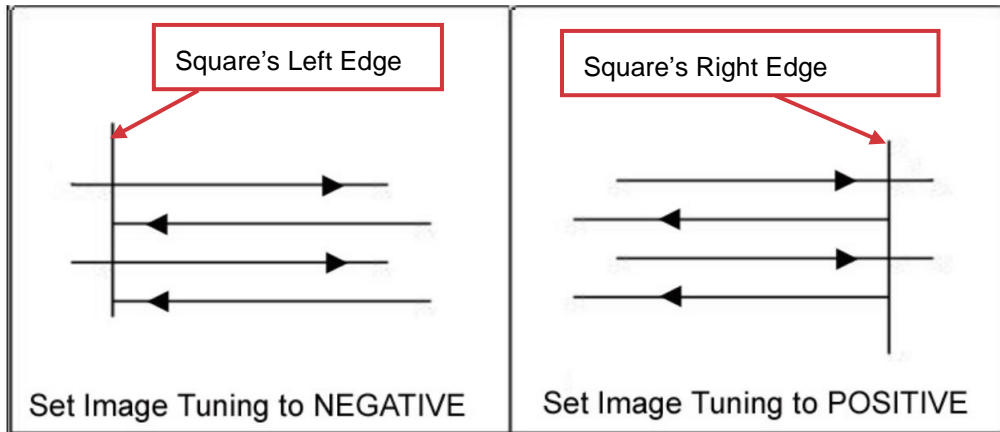 Square’s Left Edge
Square’s Right Edge
Set Image Tuning to NEGATIVE
Set Image Tuning to POSITIVE